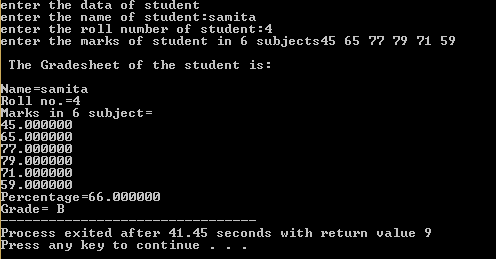 enter the data of student
enter the name of student:samita
enter the roll number of student:4
enter the marks of student in 6 subjects45 65 77 79 71 59
The Gradesheet of the student is:
Name=samita
Roll no.=4
Marks in 6 subject=
45.000000
65.000000
77.000000
79.000000
71.000000
59.000000
Percentage=66.000000
Grade= B
--------------------------------
Process exited after 41.45 seconds with return value 9
Press any key to continue . . .